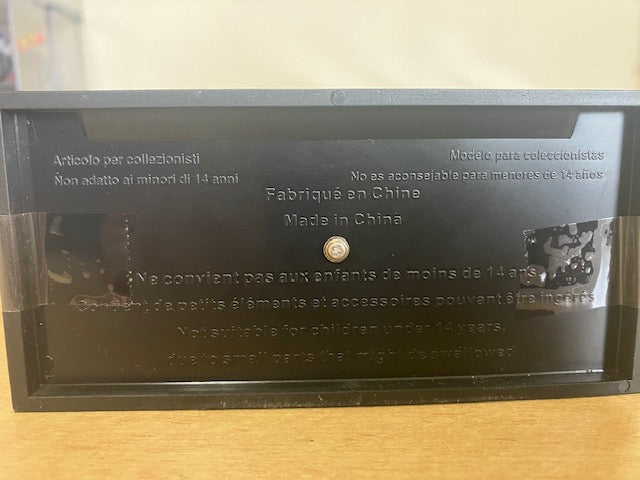 Articolo per collezionisti
Non adatto ai minori di 14 anni
Modelo para coleccionistas
No es aconsejable para menores de 14 años
Fabriqué en Chine
Made in China
Ne convient pas aux enfants de moins de 14 ans
Contient de petits éléments et accessoires pouvant être ingérés
Not suitable for children under 14 years.
due to small parts that might de swallowed